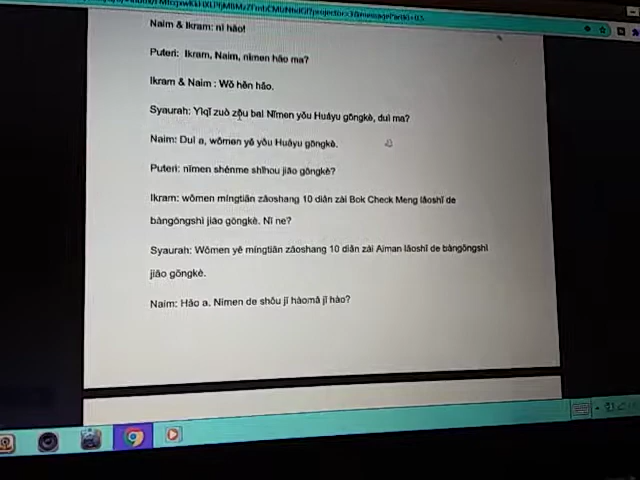 Naim & Ikram: nǐ hǎo!
Puteri: Ikram, Naim, nǐmen hǎo ma?
Ikram & Naim : Wǒ hěn hǎo.
Syaurah: Yìqǐ zuò zǒu ba! Nǐmen yǒu Huáyu gōngkè, duì ma?
Naim: Duì a, wǒmen yě yǒu Huáyu gōngkè.
Puteri: nǐmen shénme shíhou jiāo gōngkè?
Ikram: wǒmen míngtiān zǎoshang 10 diǎn zài Bok Check Meng lǎoshī de
bàngōngshì jiāo gōngkè. Nǐ ne?
Syaurah: Wǒmen yě míngtiān zǎoshang 10 diǎn zài Aiman lǎoshī de bàngōngshì
jiāo gōngkè.
Naim: Hǎo a. Nǐmen de shǒu jī hàomǎ jǐ hào?